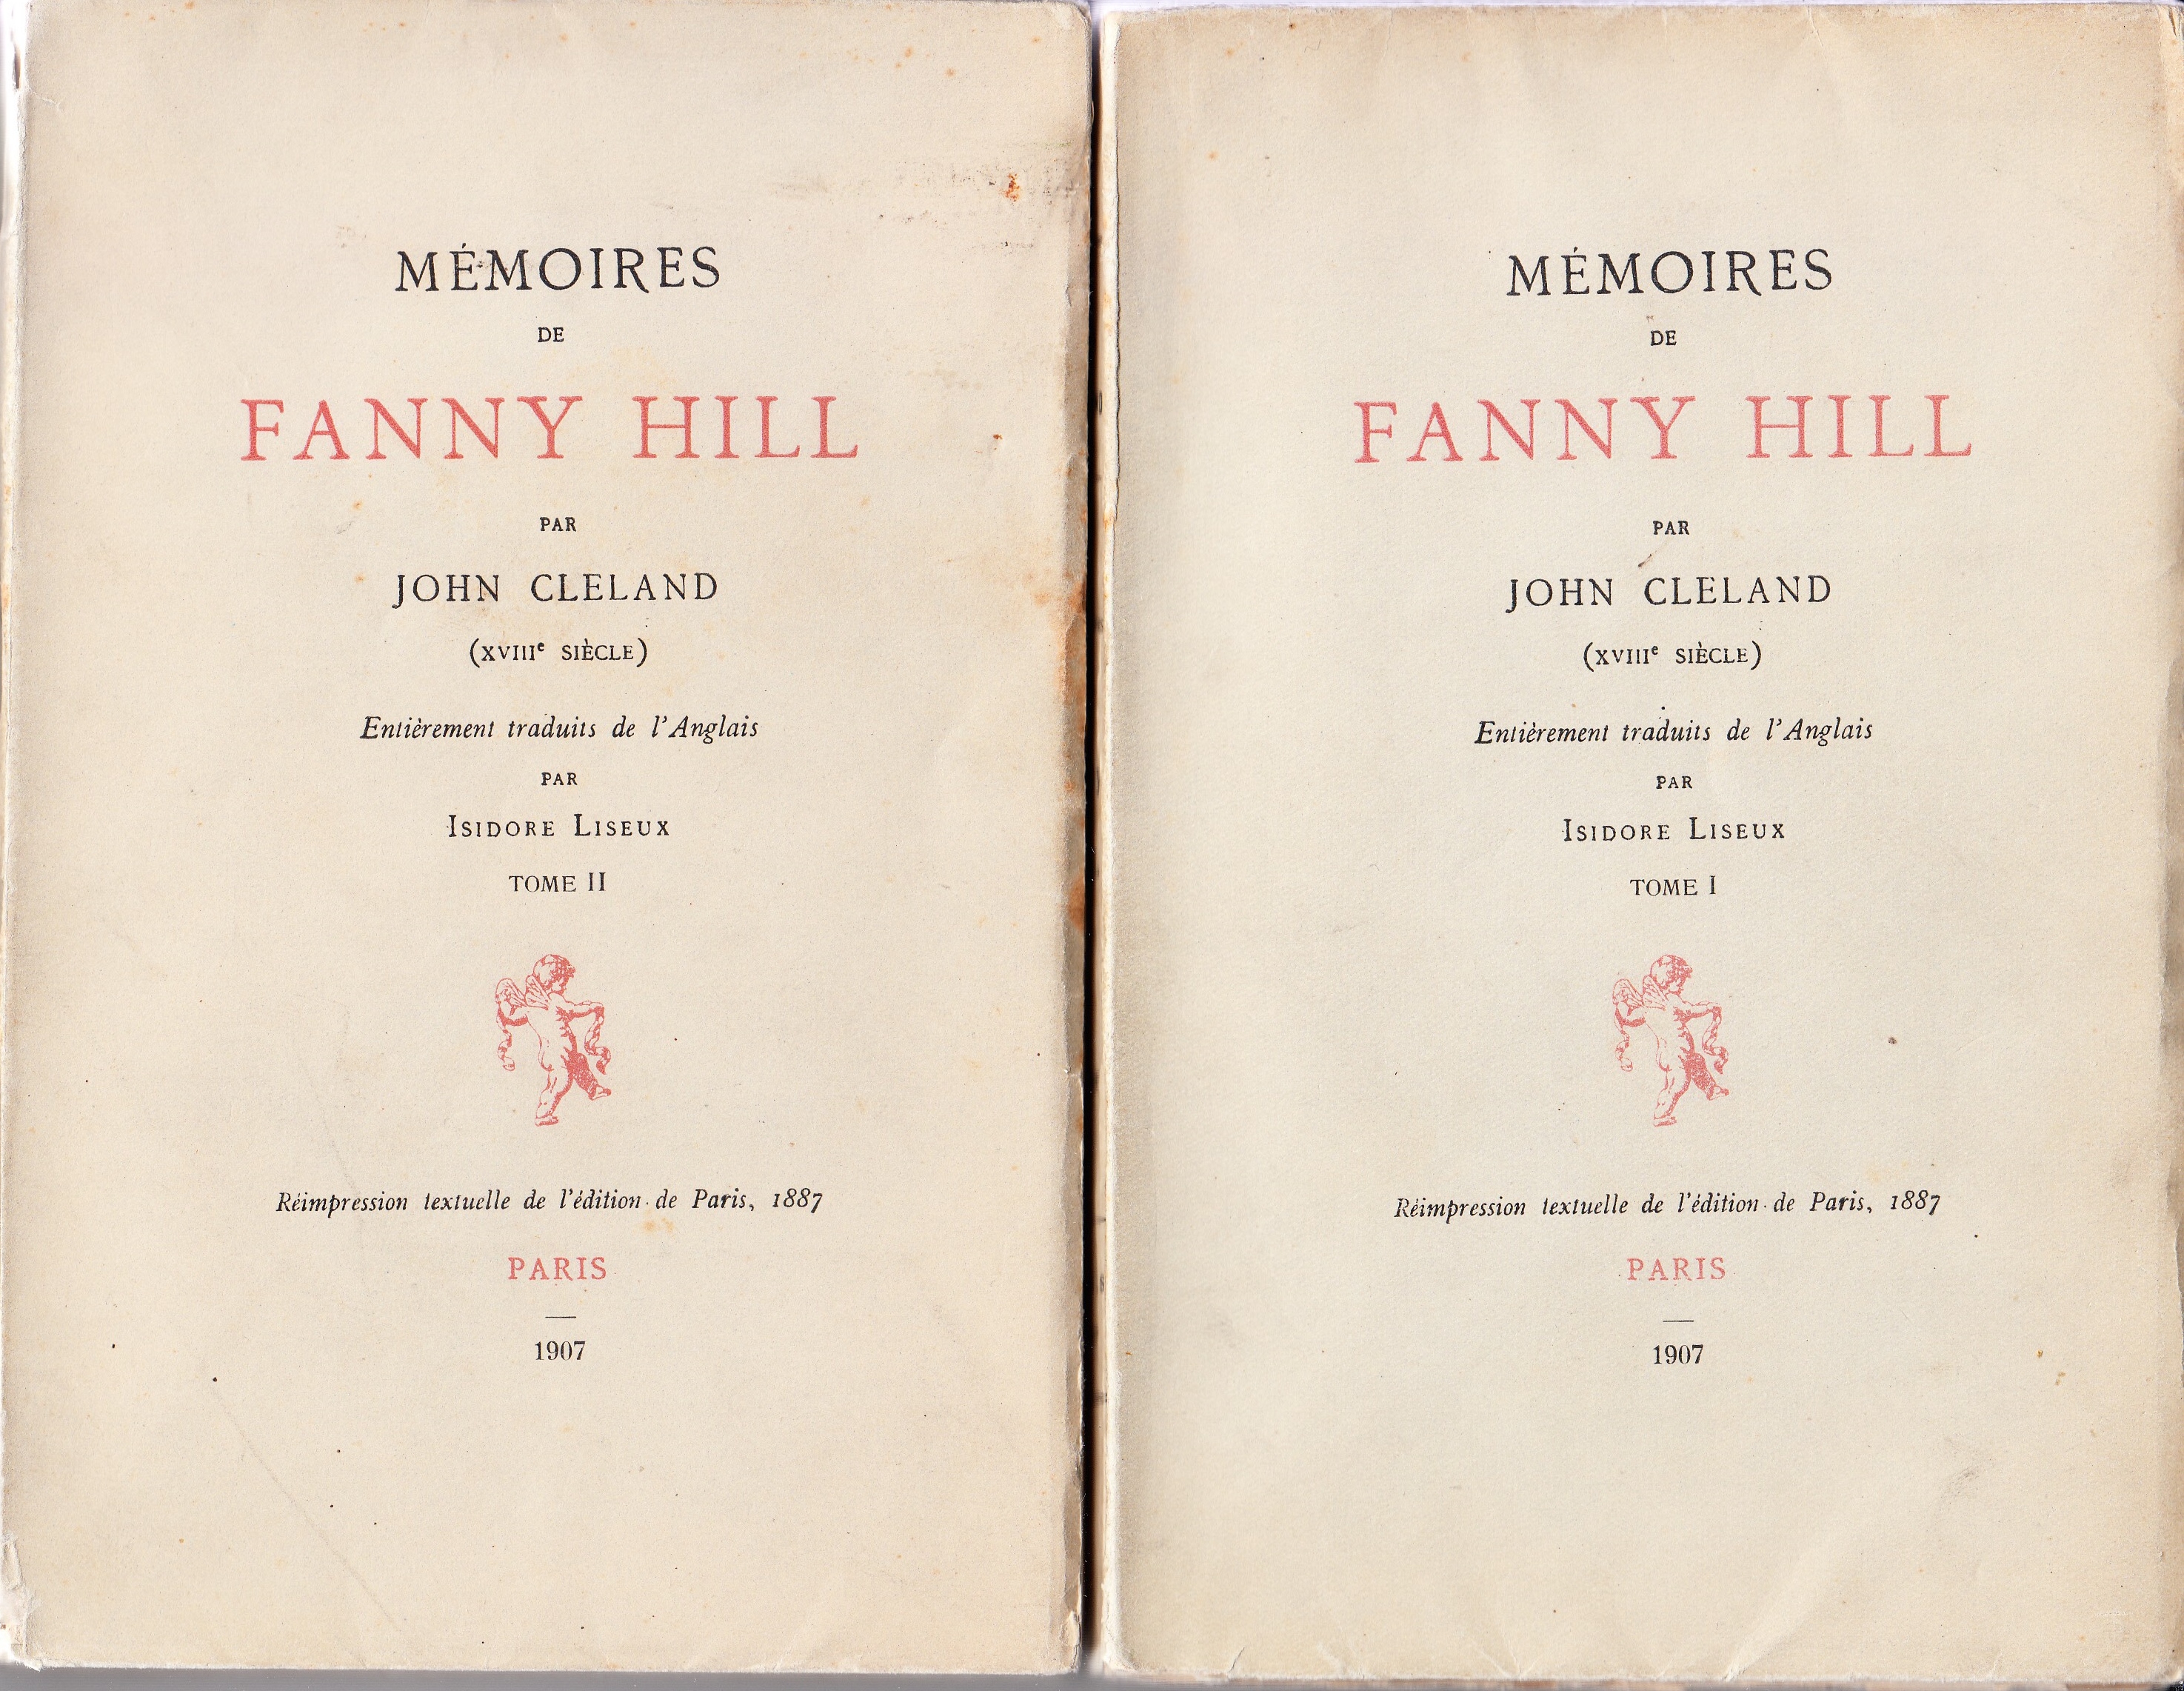 MÉMOIRES
DE
FANNY HILL
PAR
JOHN CLELAND
(XVIIIe SIÈCLE)
Entièrement traduits de l'Anglais
PAR
ISIDORE LISEUX
TOME II
Réimpression textuelle de l'édition de Paris, 1887
PARIS
1907
MÉMOIRES
DE
FANNY HILL
PAR
JOHN CLELAND
(XVIIIe SIÈCLE)
Entièrement traduits de l'Anglais
PAR
ISIDORE LISEUX
TOME I
Réimpression textuelle de l'édition de Paris, 1887
PARIS
1907